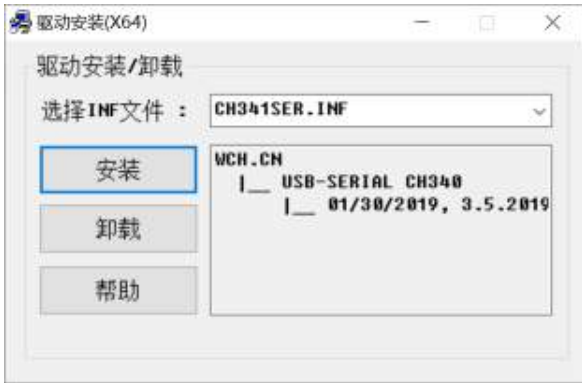 驱动安装(X64)
驱动安装/卸载
选择INF文件 : CH341SER.INF
安装
WCH.CN
|__ USB-SERIAL CH340
|__ 01/30/2019, 3.5.2019
卸载
帮助